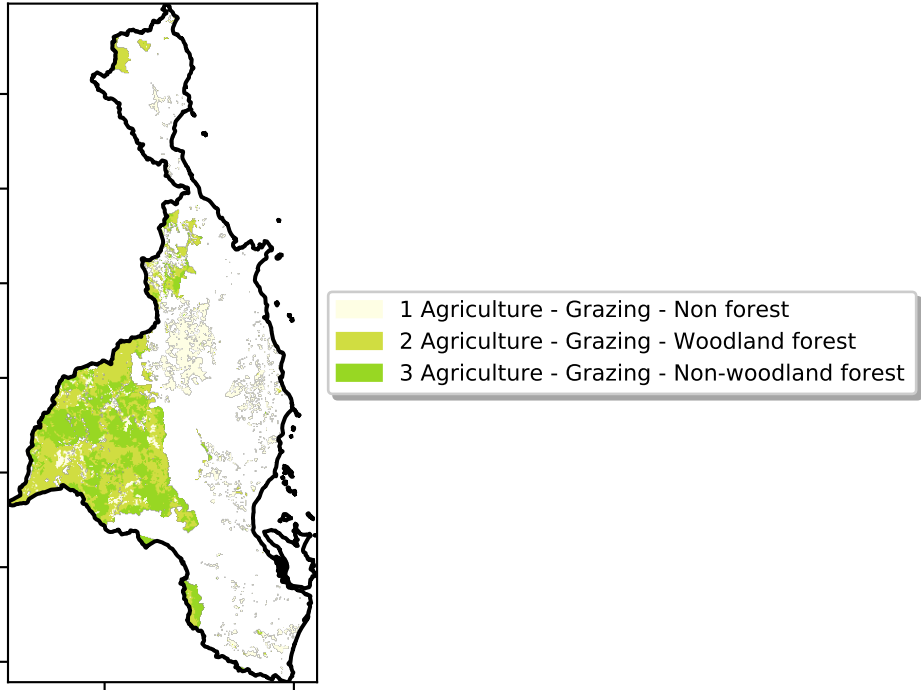 1 Agriculture - Grazing - Non forest
2 Agriculture - Grazing - Woodland forest
3 Agriculture - Grazing - Non-woodland forest